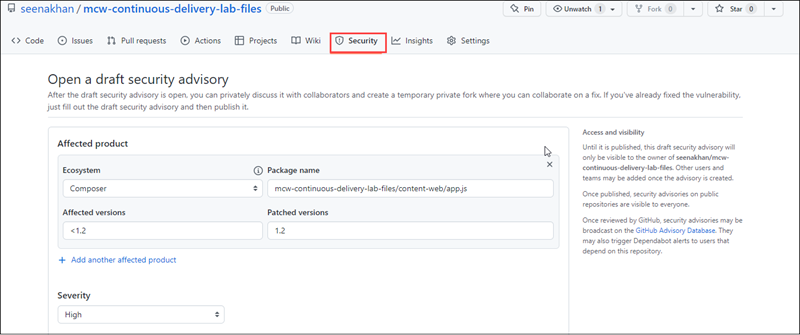 seenakhan / mcw-continuous-delivery-lab-files Public
Pin Unwatch 1 Fork 0 Star 0
Code Issues Pull requests Actions Projects Wiki Security Insights Settings
Open a draft security advisory
After the draft security advisory is open, you can privately discuss it with collaborators and create a temporary private fork where you can collaborate on a fix. If you've already fixed the vulnerability,
just fill out the draft security advisory and then publish it.
Affected product
Ecosystem
Package name
Composer
mcw-continuous-delivery-lab-files/content-web/app.js
Affected versions
Patched versions
<1.2
1.2
+ Add another affected product
Severity
High
Access and visibility
Until it is published, this draft security advisory will
only be visible to the owner of seenakhan/mcw-
continuous-delivery-lab-files. Other users and
teams may be added once the advisory is created.
Once published, security advisories on public
repositories are visible to everyone.
Once reviewed by GitHub, security advisories may be
broadcast on the GitHub Advisory Database. They
may also trigger Dependabot alerts to users that
depend on this repository.